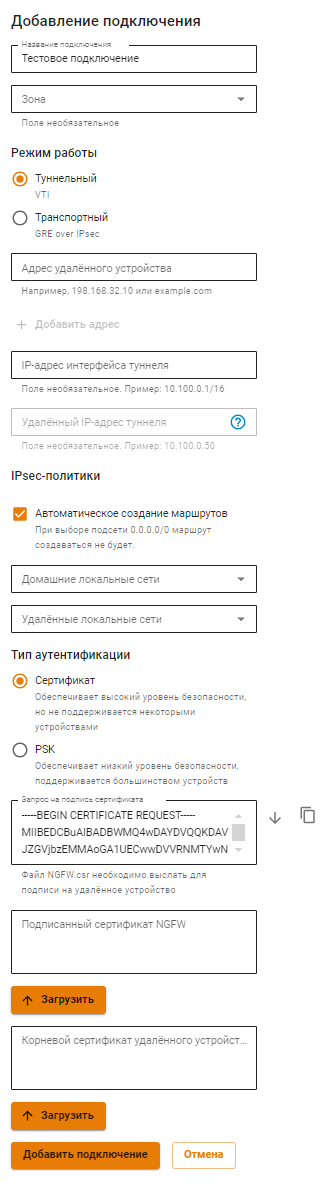 Добавление подключения
Название подключения
Тестовое подключение
Зона
Поле необязательное
Режим работы
Туннельный
VTI
Транспортный
GRE over IPsec
Адрес удалённого устройства
Например, 198.168.32.10 или example.com
+ Добавить адрес
IP-адрес интерфейса туннеля
Поле необязательное. Пример: 10.100.0.1/16
Удалённый IP-адрес туннеля
Поле необязательное. Пример: 10.100.0.50
IPsec-политики
Автоматическое создание маршрутов
При выборе подсети 0.0.0.0/0 маршрут
создаваться не будет.
Домашние локальные сети
Удалённые локальные сети
Тип аутентификации
Сертификат
Обеспечивает высокий уровень безопасности,
но не поддерживается некоторыми
устройствами
PSK
Обеспечивает низкий уровень безопасности,
поддерживается большинством устройств
Запрос на подпись сертификата
-----BEGIN CERTIFICATE REQUEST-----
MIIBEDCBuAIBADBWMQ4wDAYDVQQKDAV
JZGVjbzEMMAoGA1UECwwDVVRNMTYwN
Файл NGFW.csr необходимо выслать для
подписи на удалённое устройство
Подписанный сертификат NGFW
Загрузить
Корневой сертификат удалённого устройст...
Загрузить
Добавить подключение
Отмена